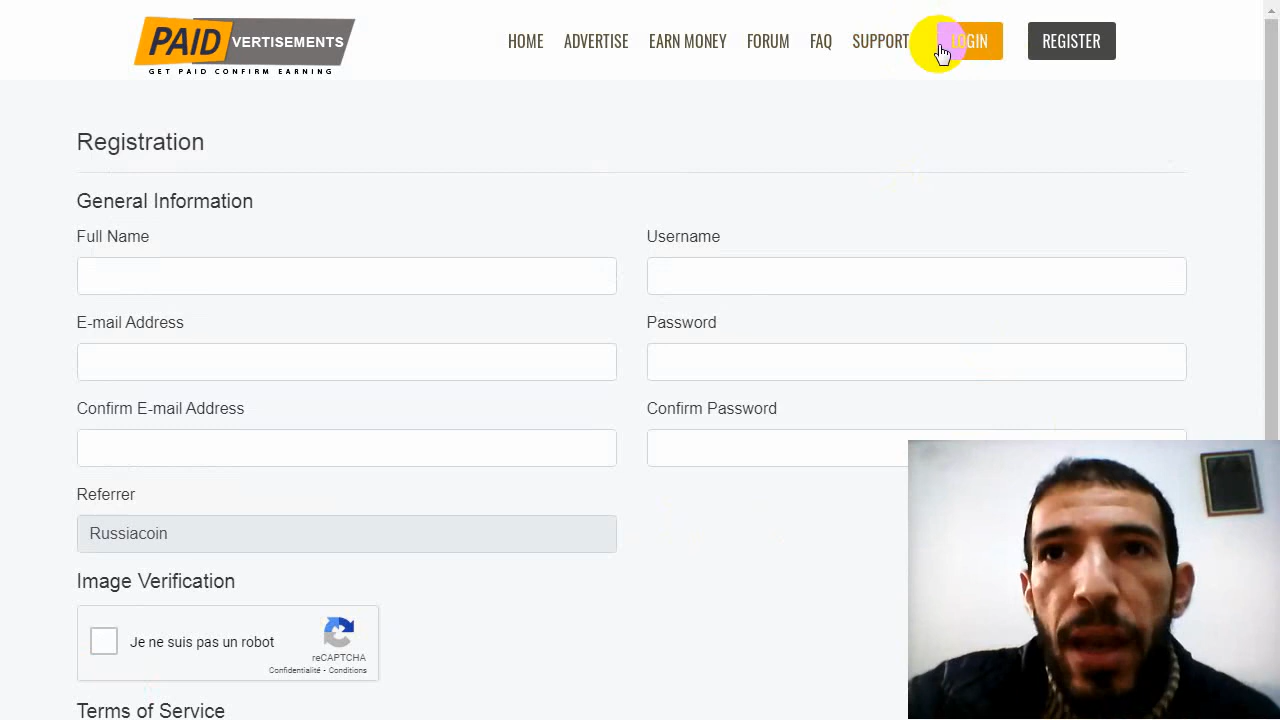 PAID VERTISEMENTS
GET PAID CONFIRM EARNING
HOME ADVERTISE EARN MONEY FORUM FAQ SUPPORT LOGIN REGISTER
Registration
General Information
Full Name Username
E-mail Address Password
Confirm E-mail Address Confirm Password
Referrer
Russiacoin
Image Verification
Je ne suis pas un robot
reCAPTCHA
Confidentialité - Conditions
Terms of Service